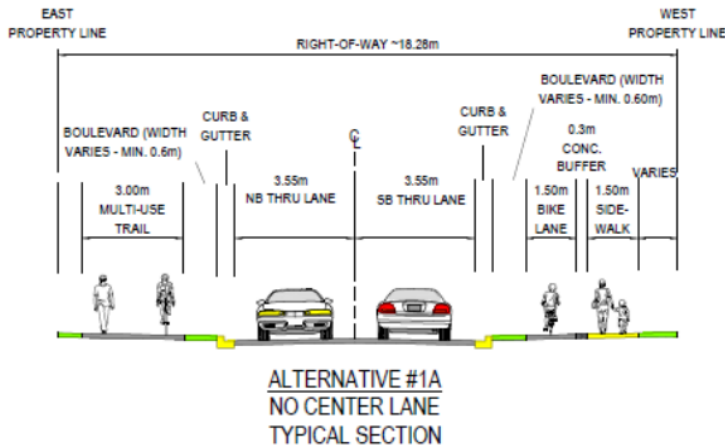 EAST
PROPERTY LINE
WEST
PROPERTY LINE
RIGHT-OF-WAY ~18.28m
BOULEVARD (WIDTH
VARIES - MIN. 0.6m)
CURB &
GUTTER
℄
CURB &
GUTTER
BOULEVARD (WIDTH
VARIES - MIN. 0.60m)
0.3m
CONC.
BUFFER
3.00m
MULTI-USE
TRAIL
3.55m
NB THRU LANE
3.55m
SB THRU LANE
1.50m
BIKE
LANE
1.50m
SIDE-
WALK
VARIES
ALTERNATIVE #1A
NO CENTER LANE
TYPICAL SECTION